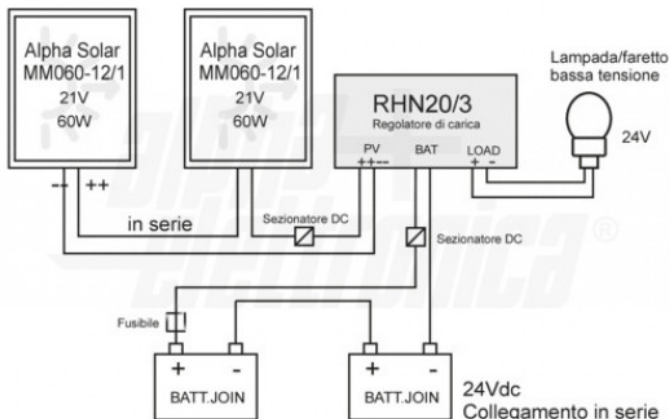 Alpha Solar
MM060-12/1
21V
60W
Alpha Solar
MM060-12/1
21V
60W
RHN20/3
Regolatore di carica
PV
BAT
LOAD
++--
+ -
Lampada/faretto
bassa tensione
24V
-- ++
in serie
Sezionatore DC
Sezionatore DC
Fusibile
+ -
BATT.JOIN
+ -
BATT.JOIN
24Vdc
Collegamento in serie
alpha
elettronica
®